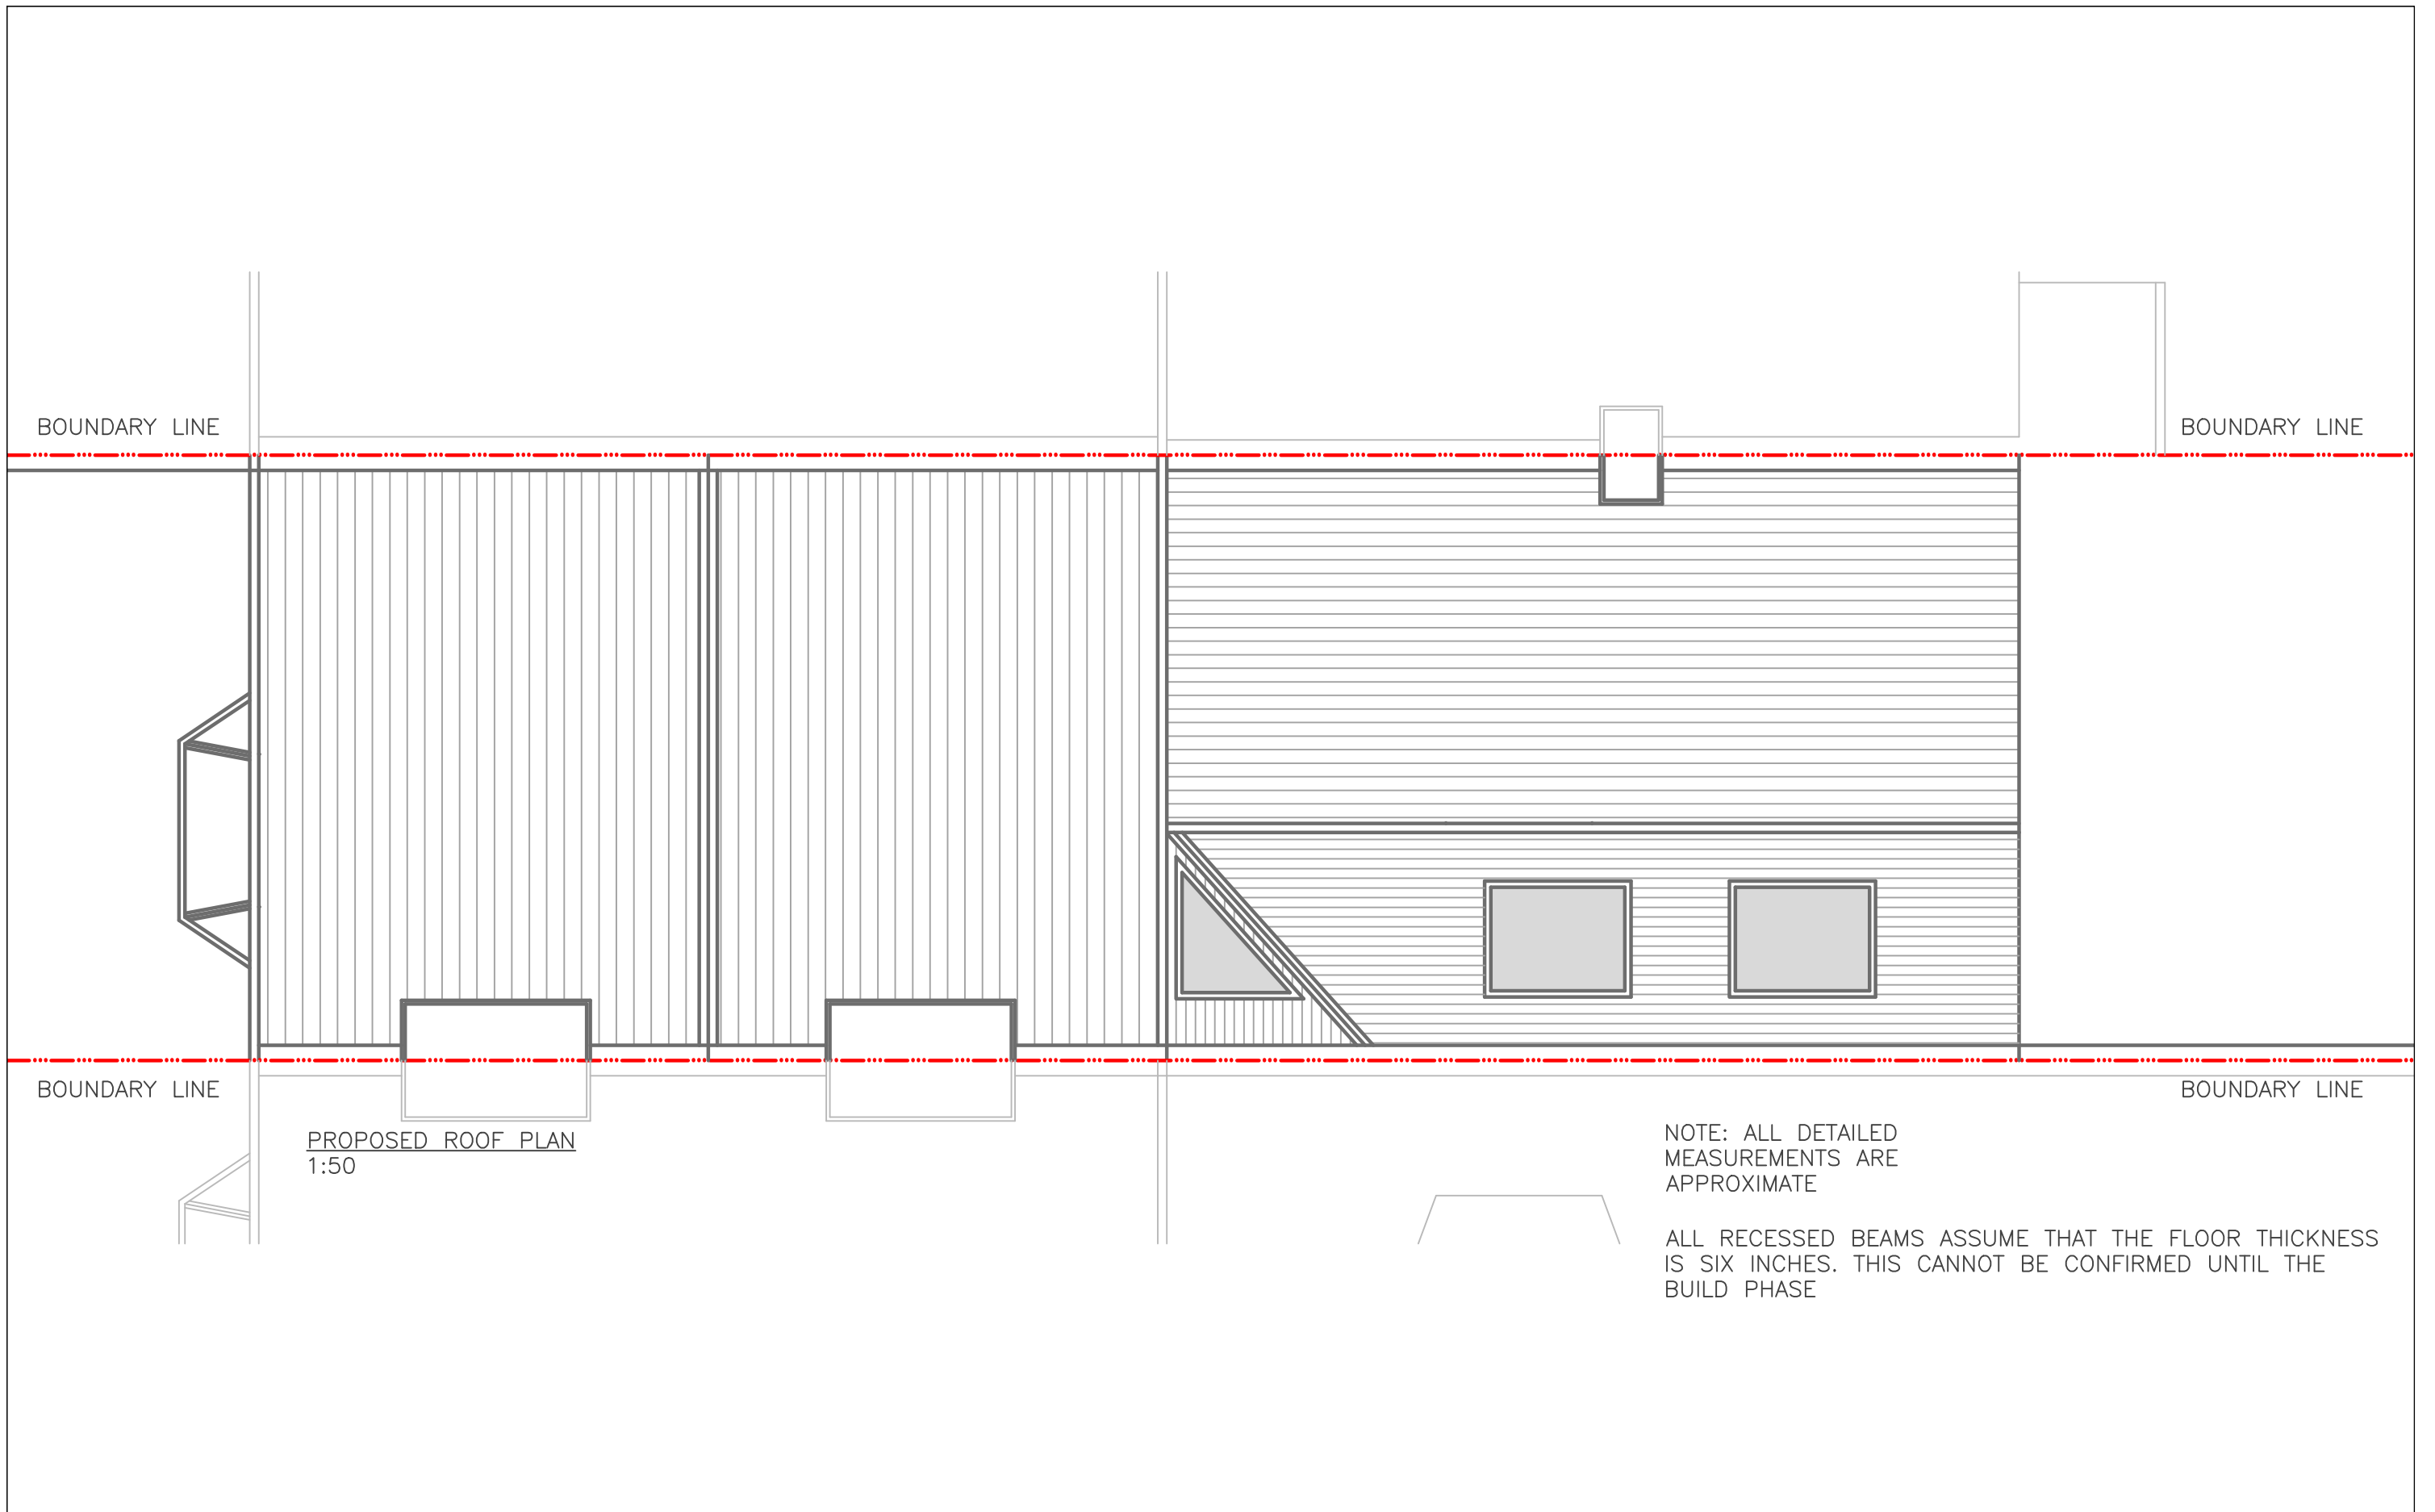 BOUNDARY LINE
BOUNDARY LINE
BOUNDARY LINE
BOUNDARY LINE
PROPOSED ROOF PLAN
1:50
NOTE: ALL DETAILED
MEASUREMENTS ARE
APPROXIMATE
ALL RECESSED BEAMS ASSUME THAT THE FLOOR THICKNESS
IS SIX INCHES. THIS CANNOT BE CONFIRMED UNTIL THE
BUILD PHASE